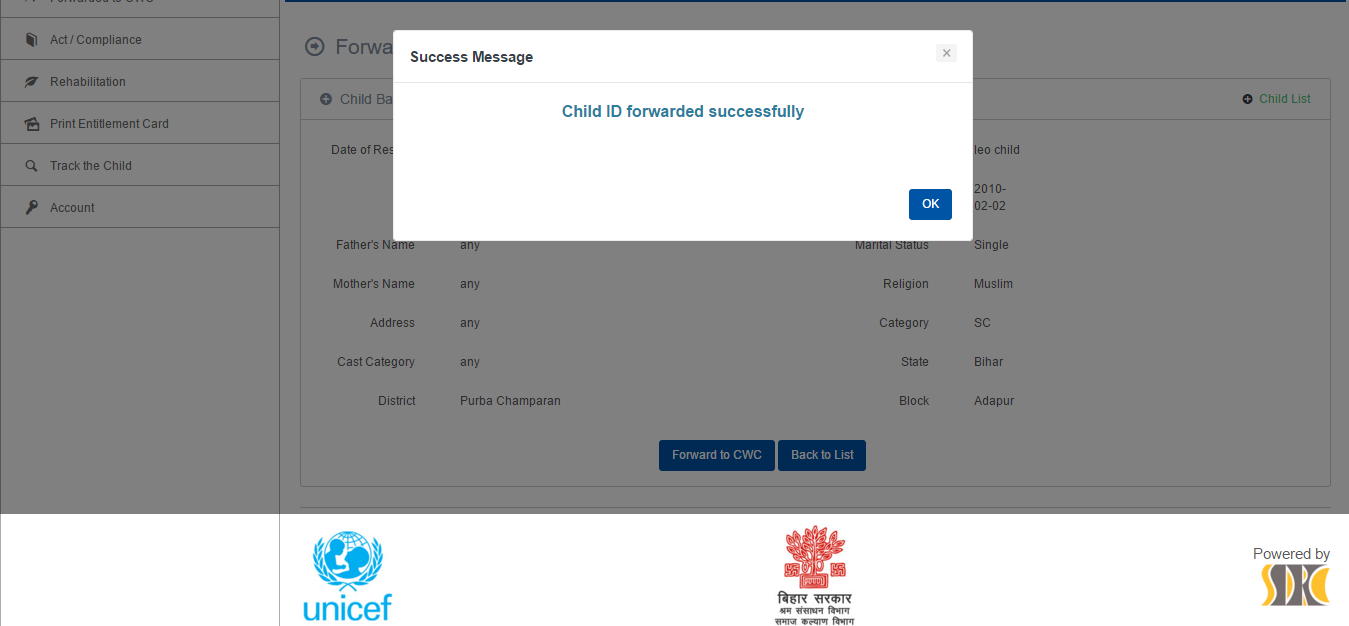 Forwarded to CWC
Act / Compliance
Rehabilitation
Print Entitlement Card
Track the Child
Account
Forwa
Success Message
×
Child ID forwarded successfully
OK
Child Ba
Child List
Date of Res
leo child
2010-
02-02
Father's Name any Marital Status Single
Mother's Name any Religion Muslim
Address any Category SC
Cast Category any State Bihar
District Purba Champaran Block Adapur
Forward to CWC Back to List
unicef
बिहार सरकार
श्रम संसाधन विभाग
समाज कल्याण विभाग
Powered by
SDRC